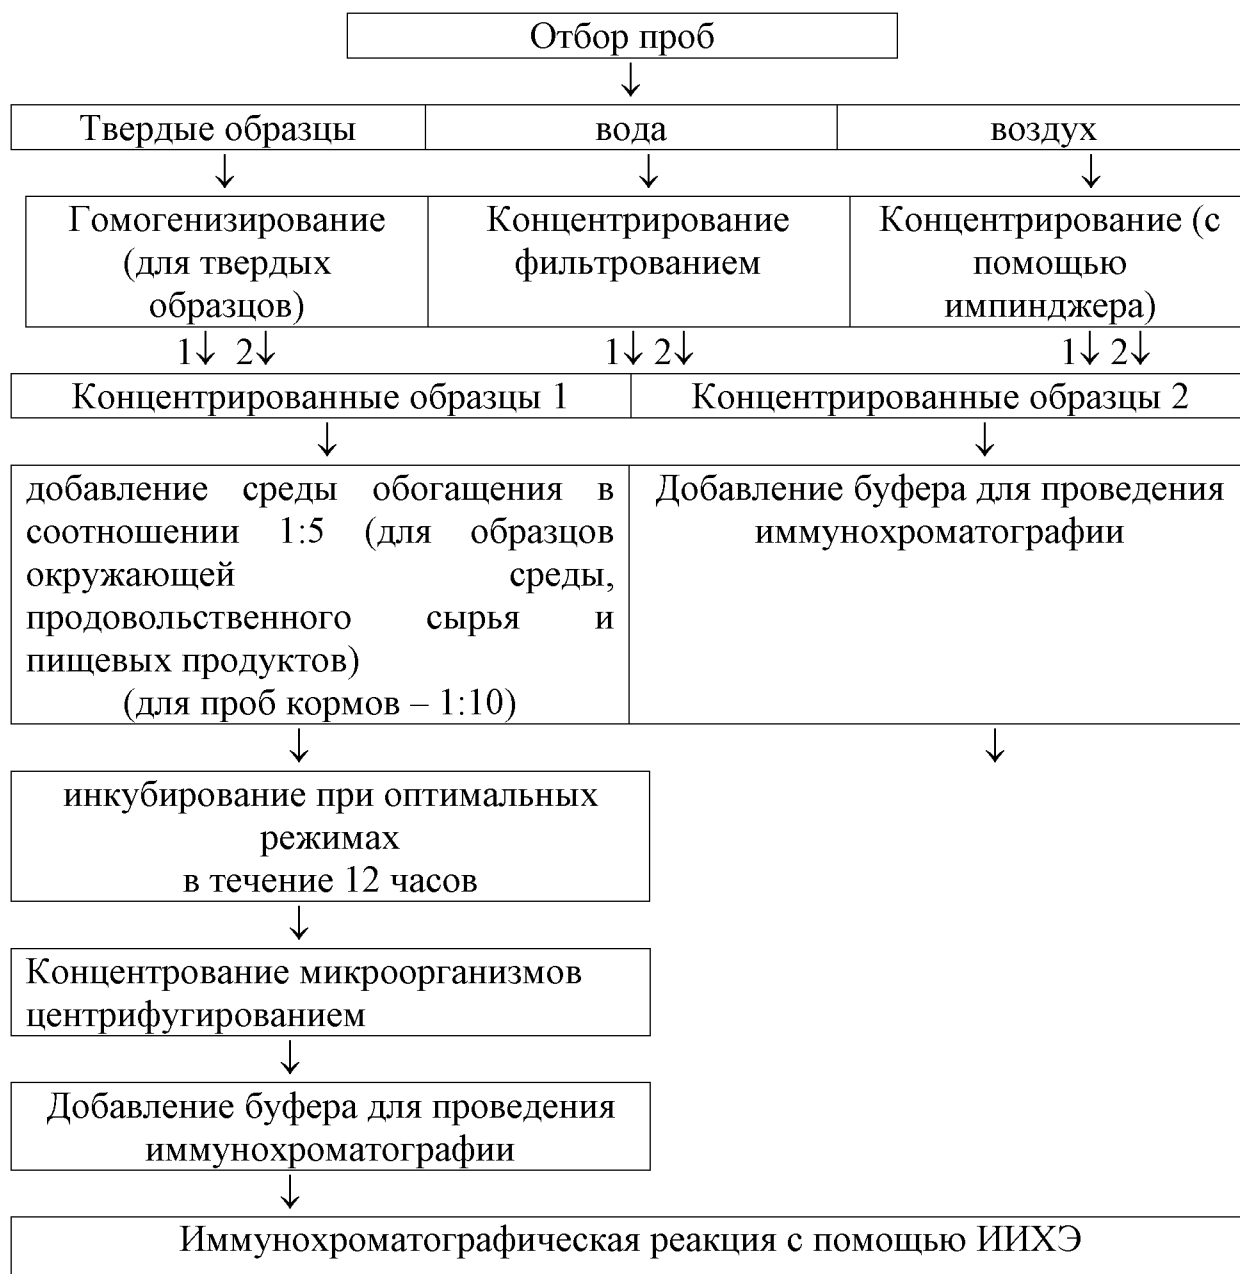 Отбор проб
↓
Твердые образцы вода воздух
↓ ↓ ↓
Гомогенизирование
(для твердых
образцов)
Концентрирование
фильтрованием
Концентрирование (с
помощью
импинджера)
1↓ 2↓ 1↓ 2↓ 1↓ 2↓
Концентрированные образцы 1 Концентрированные образцы 2
↓ ↓
добавление среды обогащения в
соотношении 1:5 (для образцов
окружающей среды,
продовольственного сырья и
пищевых продуктов)
(для проб кормов – 1:10)
Добавление буфера для проведения
иммунохроматографии
↓ ↓
инкубирование при оптимальных
режимах
в течение 12 часов
↓
Концентрование микроорганизмов
центрифугированием
↓
Добавление буфера для проведения
иммунохроматографии
↓
Иммунохроматографическая реакция с помощью ИИХЭ